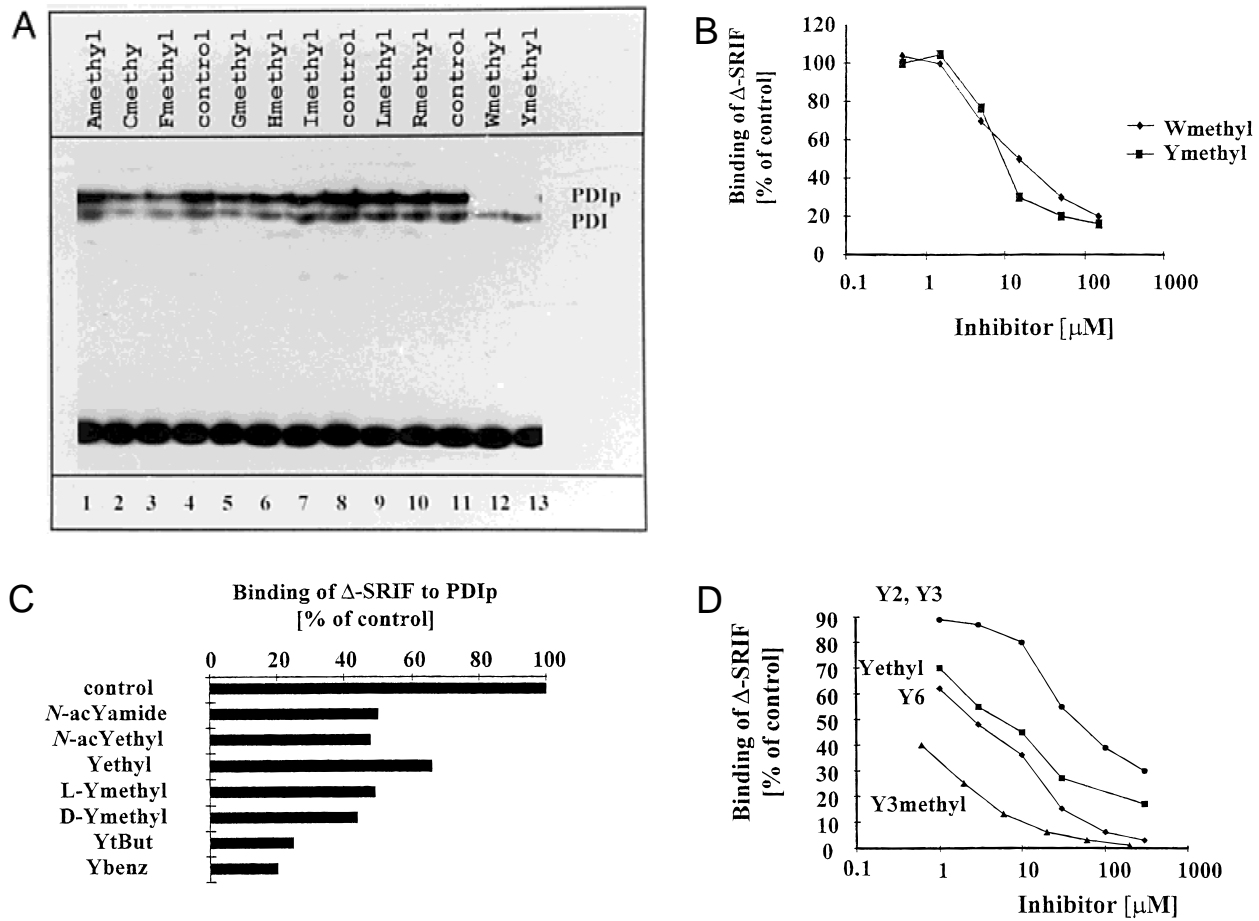 A
Amethyl
Cmethy
Fmethyl
control
Gmethyl
Hmethyl
Imethyl
control
Lmethyl
Rmethyl
control
Wmethyl
Ymethyl
PDIp
PDI
1 2 3 4 5 6 7 8 9 10 11 12 13
B
Binding of Δ-SRIF
[% of control]
120
100
80
60
40
20
0
0.1 1 10 100 1000
Inhibitor [µM]
Wmethyl
Ymethyl
C
Binding of Δ-SRIF to PDIp
[% of control]
0 20 40 60 80 100
control
N-acYamide
N-acYethyl
Yethyl
L-Ymethyl
D-Ymethyl
YtBut
Ybenz
D
Binding of Δ-SRIF
[% of control]
90
80
70
60
50
40
30
20
10
0
Y2, Y3
Yethyl
Y6
Y3methyl
0.1 1 10 100 1000
Inhibitor [µM]